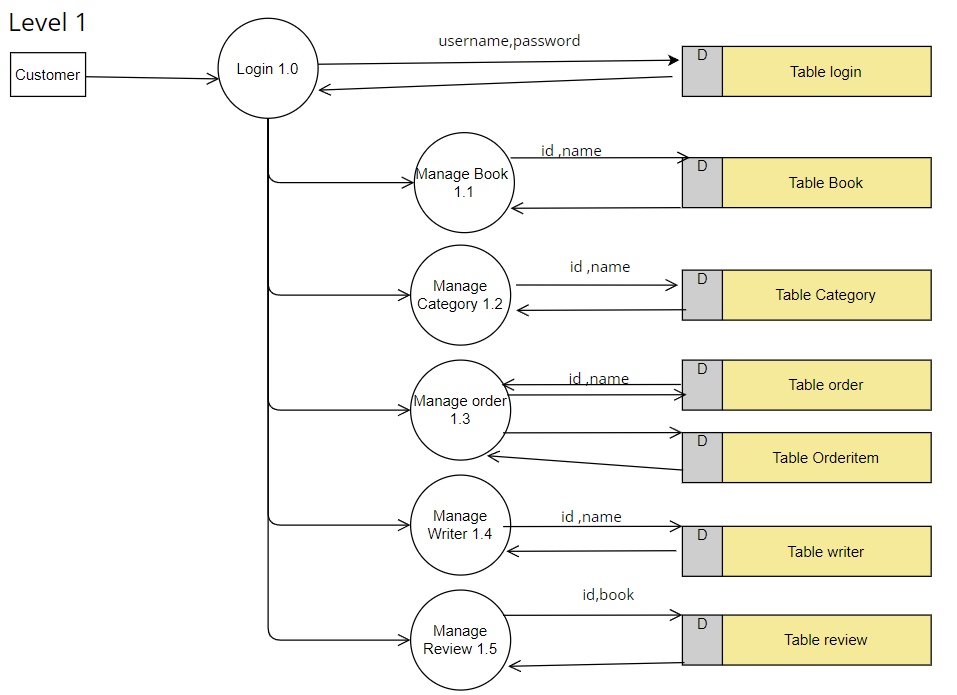 Level 1
Customer
Login 1.0
username,password
D
Table login
Manage Book
1.1
id ,name
D
Table Book
Manage
Category 1.2
id ,name
D
Table Category
Manage order
1.3
id ,name
D
Table order
D
Table Orderitem
Manage
Writer 1.4
id ,name
D
Table writer
Manage
Review 1.5
id,book
D
Table review